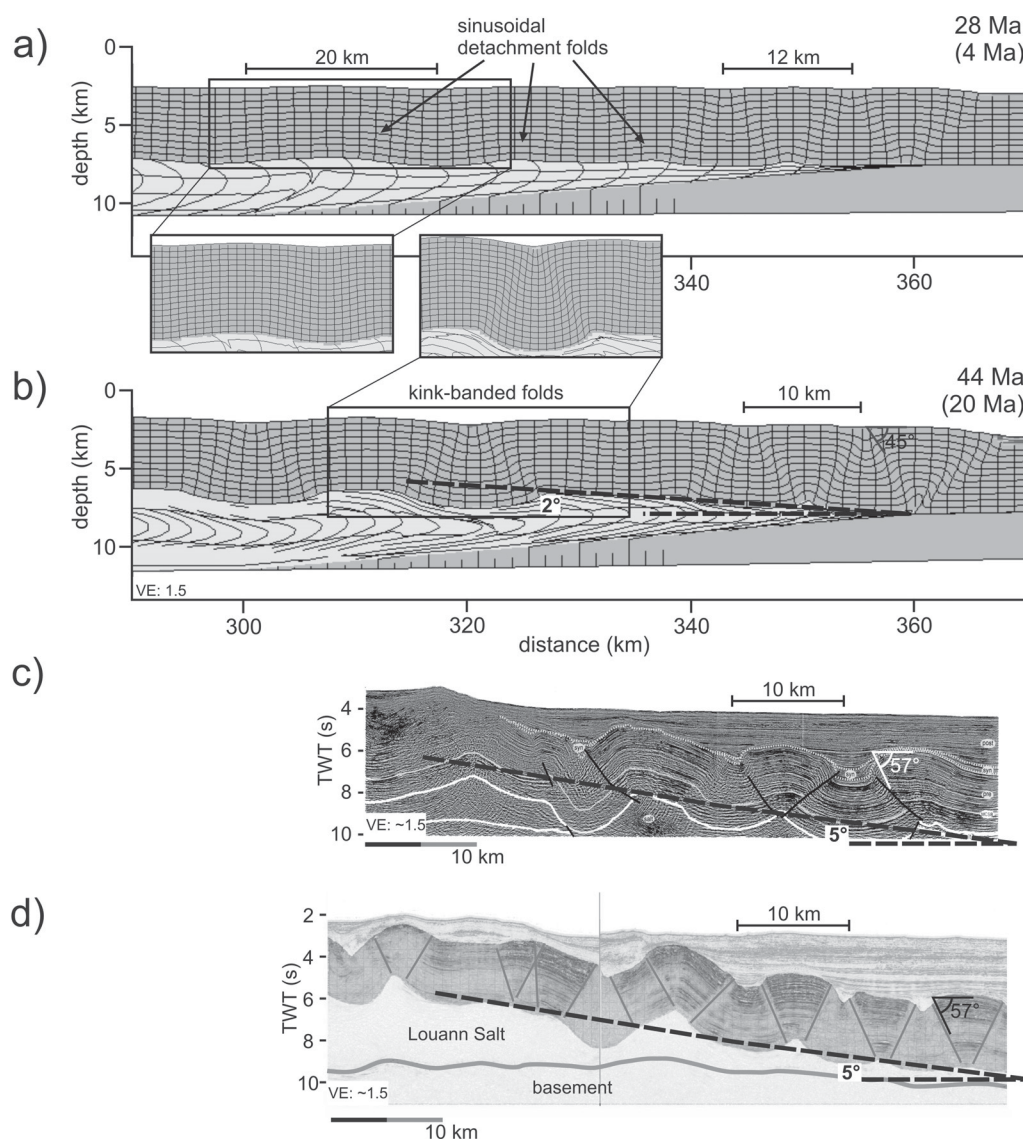 a)
sinusoidal
detachment folds
28 Ma
(4 Ma)
20 km
12 km
depth (km)
0
5
10
340
360
b)
kink-banded folds
44 Ma
(20 Ma)
10 km
depth (km)
0
5
10
45°
2°
VE: 1.5
300
320
340
360
distance (km)
c)
10 km
TWT (s)
4
6
8
10
57°
5°
VE: ~1.5
10 km
d)
10 km
TWT (s)
2
4
6
8
10
57°
Louann Salt
5°
basement
VE: ~1.5
10 km